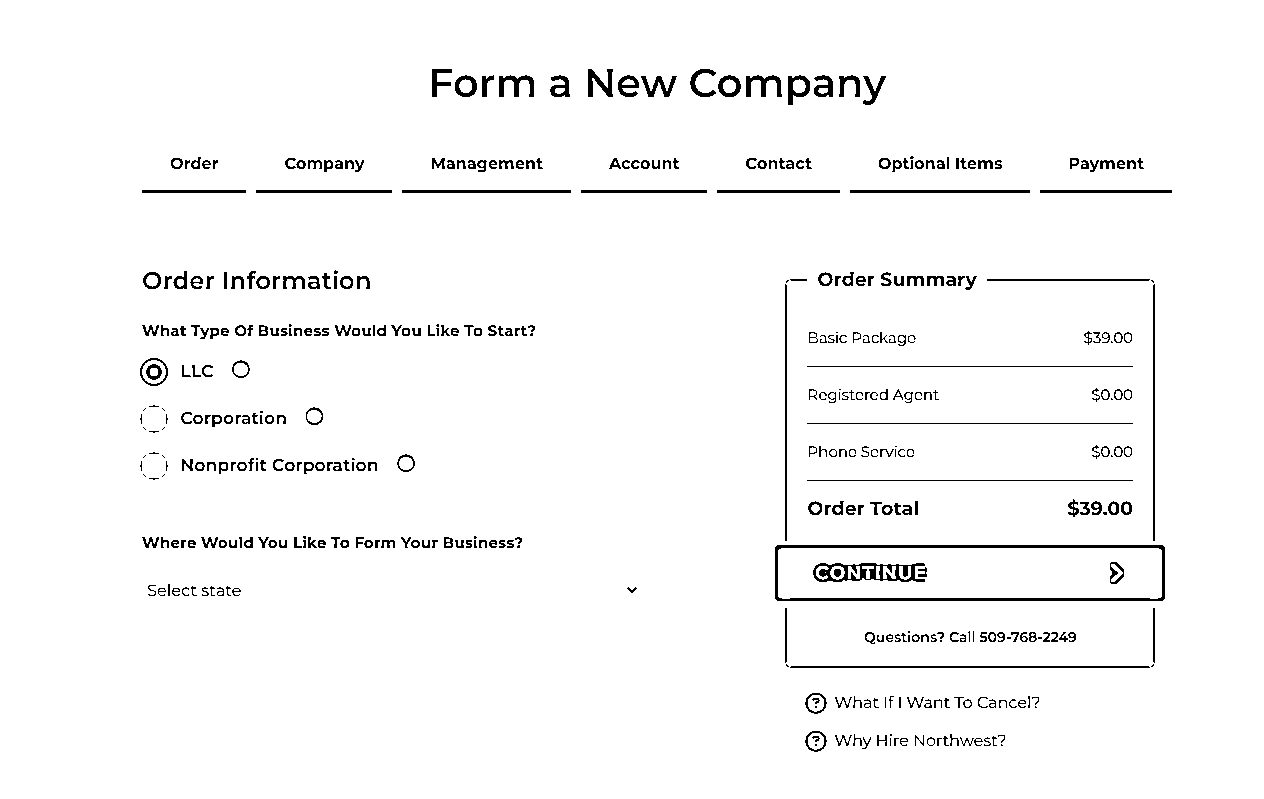 Form a New Company
Order Company Management Account Contact Optional Items Payment
Order Information
What Type Of Business Would You Like To Start?
LLC
Corporation
Nonprofit Corporation
Where Would You Like To Form Your Business?
Select state
Order Summary
Basic Package $39.00
Registered Agent $0.00
Phone Service $0.00
Order Total $39.00
CONTINUE
Questions? Call 509-768-2249
? What If I Want To Cancel?
? Why Hire Northwest?